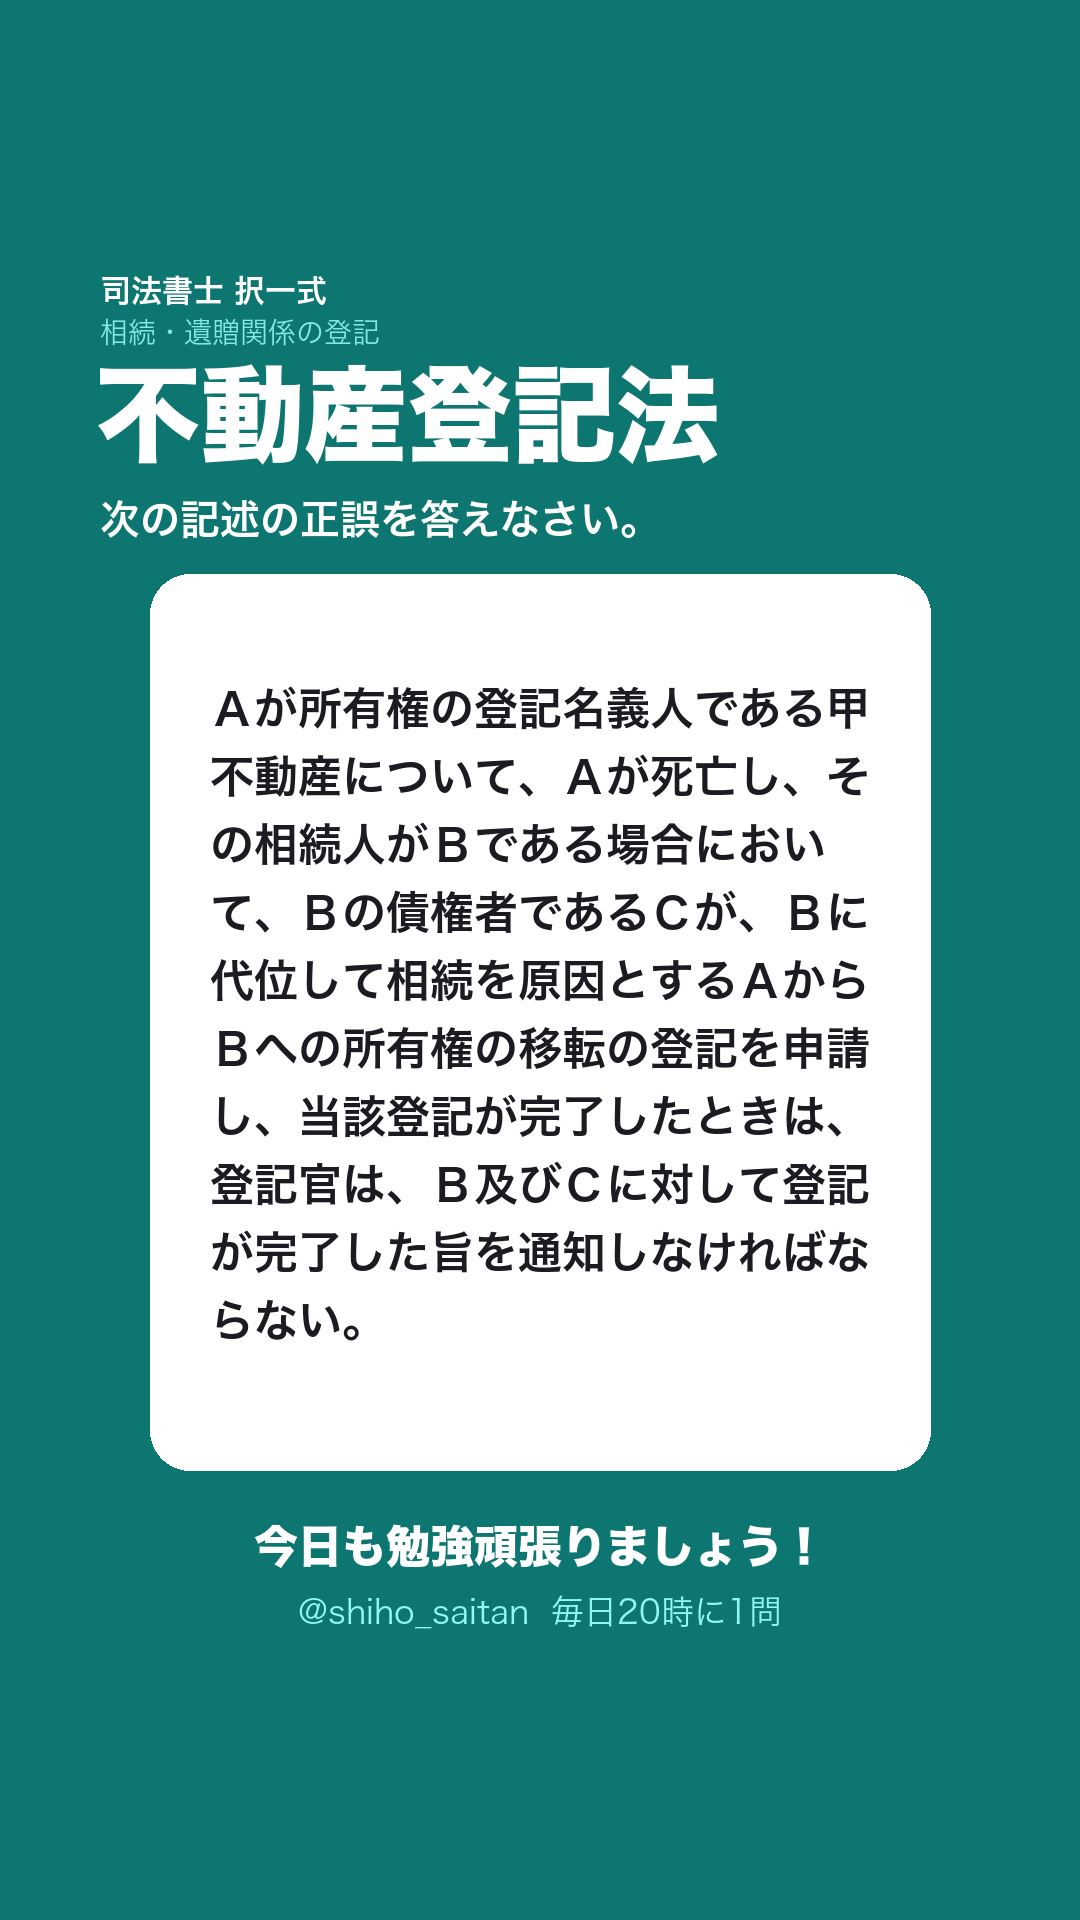 司法書士 択一式
相続・遺贈関係の登記
不動産登記法
次の記述の正誤を答えなさい。
Ａが所有権の登記名義人である甲
不動産について、Ａが死亡し、そ
の相続人がＢである場合におい
て、Ｂの債権者であるＣが、Ｂに
代位して相続を原因とするＡから
Ｂへの所有権の移転の登記を申請
し、当該登記が完了したときは、
登記官は、Ｂ及びＣに対して登記
が完了した旨を通知しなければな
らない。
今日も勉強頑張りましょう！
@shiho_saitan 毎日20時に1問